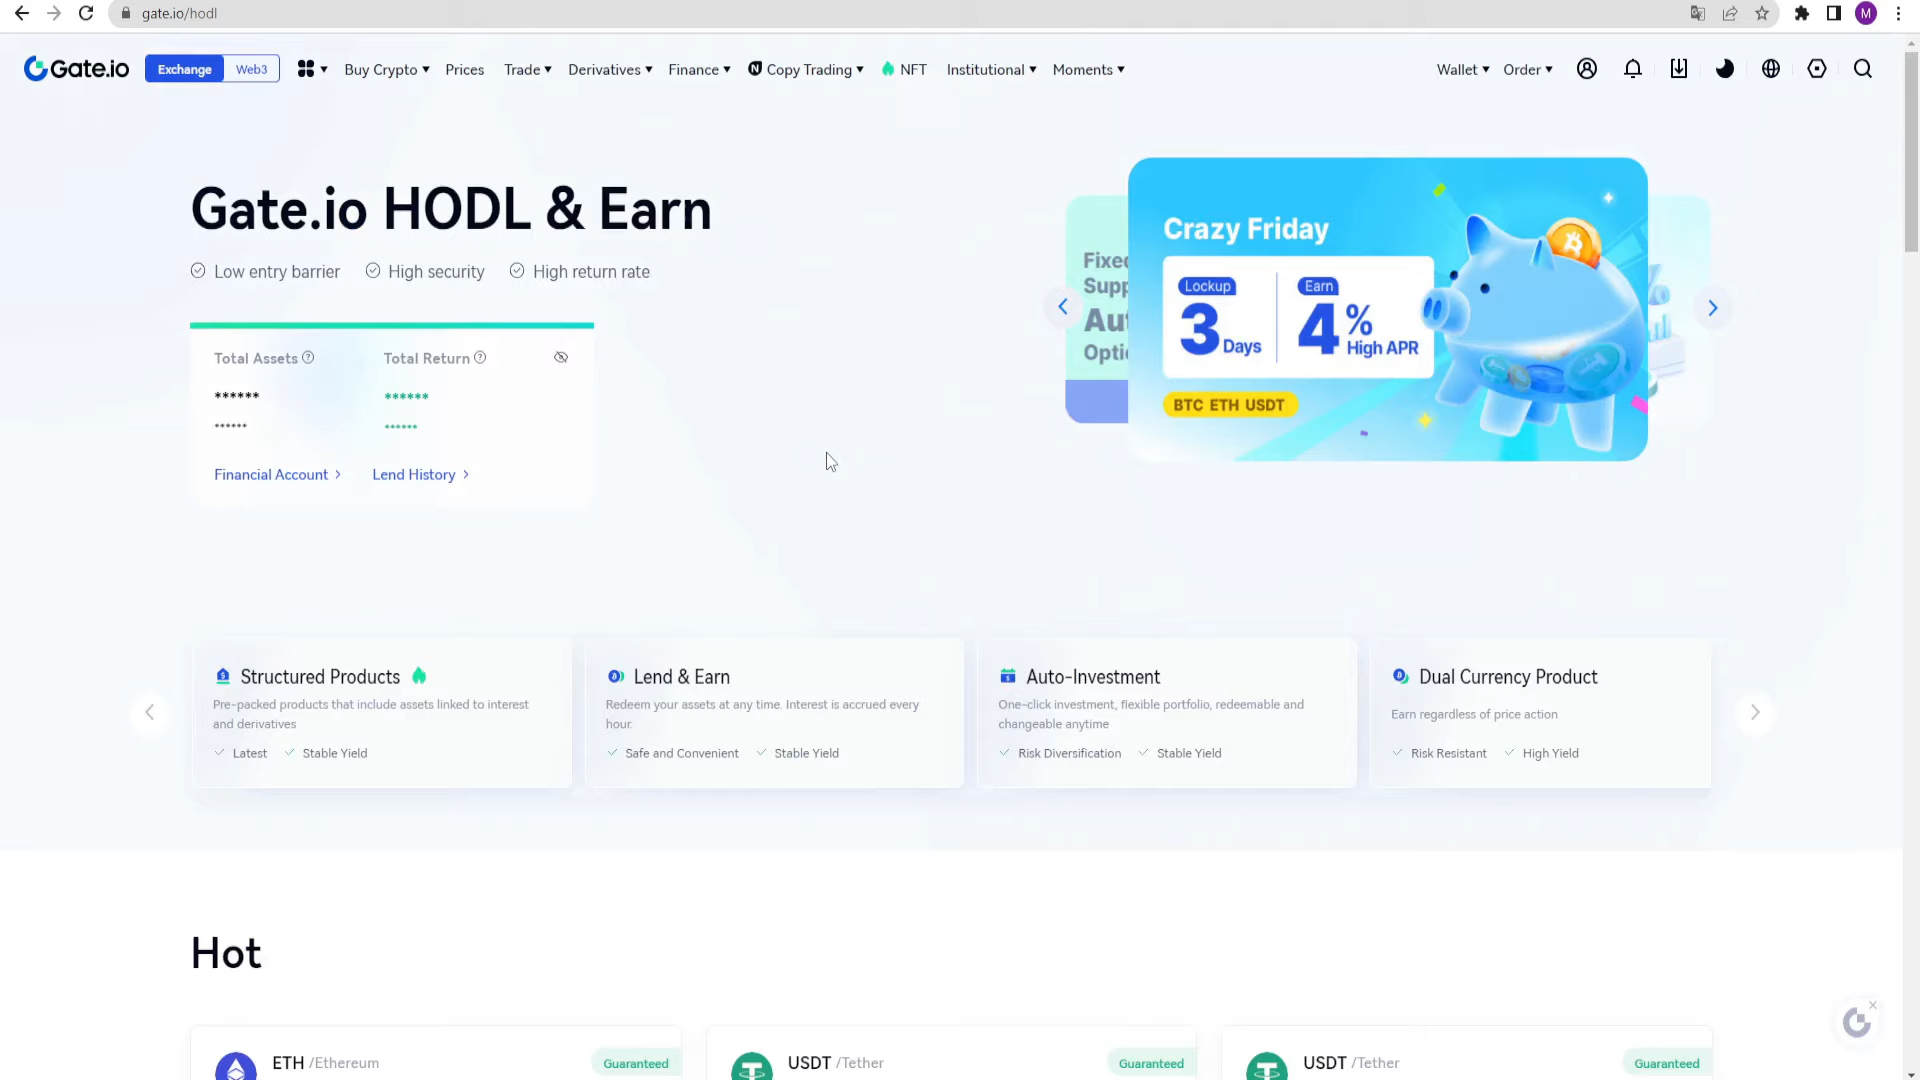 gate.io/hodl
M
Gate.io Exchange Web3 Buy Crypto Prices Trade Derivatives Finance Copy Trading NFT Institutional Moments Wallet Order
Gate.io HODL & Earn
Low entry barrier High security High return rate
Total Assets Total Return
****** ******
****** ******
Financial Account Lend History
Crazy Friday
Lockup
3 Days
Earn
4% High APR
BTC ETH USDT
Structured Products
Pre-packed products that include assets linked to interest
and derivatives
Latest Stable Yield
Lend & Earn
Redeem your assets at any time. Interest is accrued every
hour.
Safe and Convenient Stable Yield
Auto-Investment
One-click investment, flexible portfolio, redeemable and
changeable anytime
Risk Diversification Stable Yield
Dual Currency Product
Earn regardless of price action
Risk Resistant High Yield
Hot
ETH /Ethereum Guaranteed
USDT /Tether Guaranteed
USDT /Tether Guaranteed